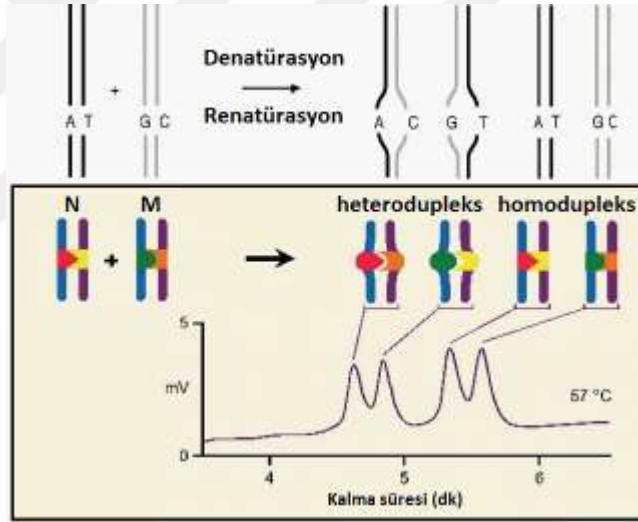 Denatürasyon
+
Renatürasyon
A T G C A C G T A T G C
N M heterodupleks homodupleks
+
5
mV
57 °C
0
4 5 6
Kalma süresi (dk)